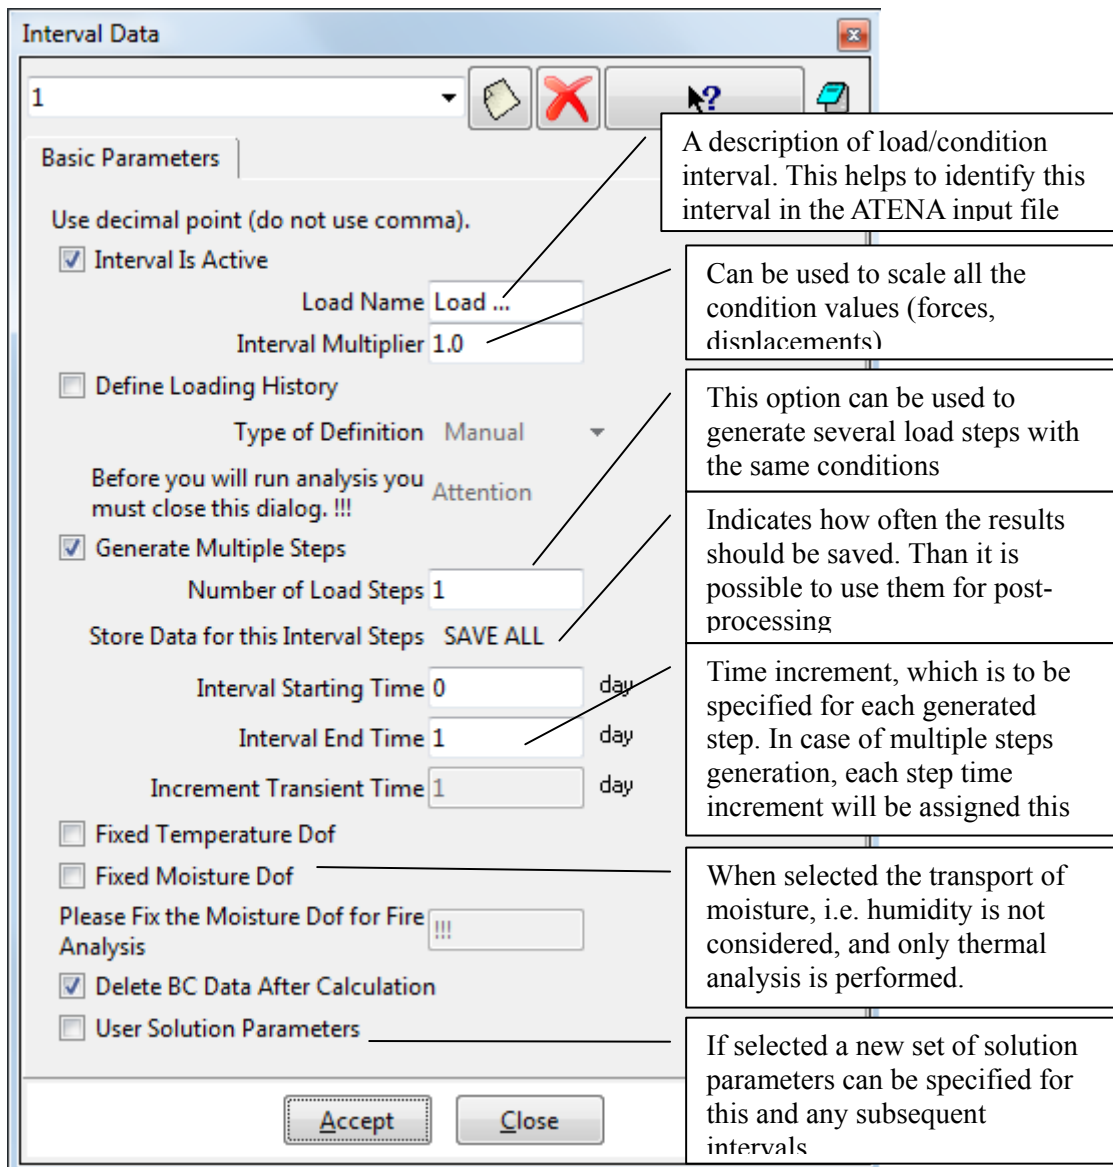 Interval Data
1
Basic Parameters
A description of load/condition
interval. This helps to identify this
interval in the ATENA input file
Use decimal point (do not use comma).
Interval Is Active
Load Name Load ...
Interval Multiplier 1.0
Can be used to scale all the
condition values (forces,
displacements)
Define Loading History
Type of Definition Manual
Before you will run analysis you
must close this dialog. !!! Attention
This option can be used to
generate several load steps with
the same conditions
Generate Multiple Steps
Number of Load Steps 1
Store Data for this Interval Steps SAVE ALL
Indicates how often the results
should be saved. Than it is
possible to use them for post-
processing
Interval Starting Time 0 day
Interval End Time 1 day
Increment Transient Time 1 day
Time increment, which is to be
specified for each generated
step. In case of multiple steps
generation, each step time
increment will be assigned this
Fixed Temperature Dof
Fixed Moisture Dof
Please Fix the Moisture Dof for Fire
Analysis !!!
When selected the transport of
moisture, i.e. humidity is not
considered, and only thermal
analysis is performed.
Delete BC Data After Calculation
User Solution Parameters
If selected a new set of solution
parameters can be specified for
this and any subsequent
intervals
Accept Close